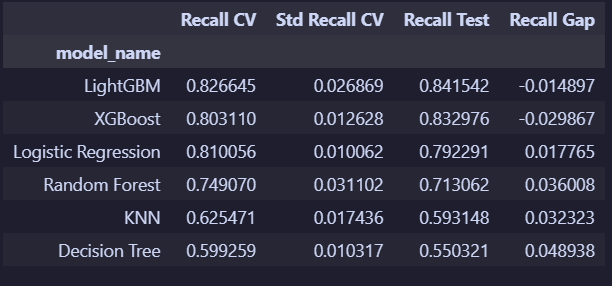 Recall CV Std Recall CV Recall Test Recall Gap
model_name
LightGBM 0.826645 0.026869 0.841542 -0.014897
XGBoost 0.803110 0.012628 0.832976 -0.029867
Logistic Regression 0.810056 0.010062 0.792291 0.017765
Random Forest 0.749070 0.031102 0.713062 0.036008
KNN 0.625471 0.017436 0.593148 0.032323
Decision Tree 0.599259 0.010317 0.550321 0.048938